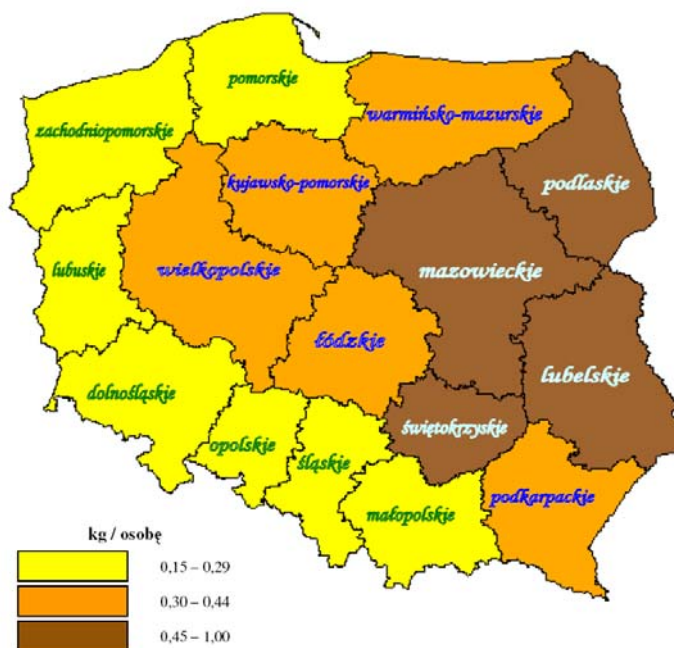 pomorskie
warmińsko-mazurskie
zachodniopomorskie
podlaskie
kujawsko-pomorskie
lubuskie
wielkopolskie
mazowieckie
łódzkie
lubelskie
dolnośląskie
świętokrzyskie
opolskie
śląskie
podkarpackie
małopolskie
kg / osobę
0,15 – 0,29
0,30 – 0,44
0,45 – 1,00